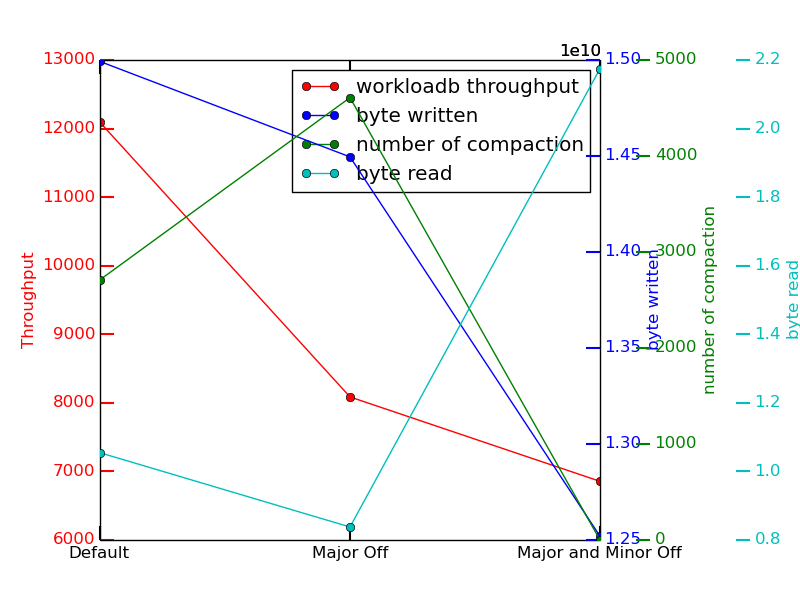 1e10
13000
12000
11000
10000
9000
8000
7000
6000
Throughput
workloadb throughput
byte written
number of compaction
byte read
1.50
1.45
1.40
1.35
1.30
1.25
byte written
5000
4000
3000
2000
1000
0
number of compaction
2.2
2.0
1.8
1.6
1.4
1.2
1.0
0.8
byte read
Default
Major Off
Major and Minor Off